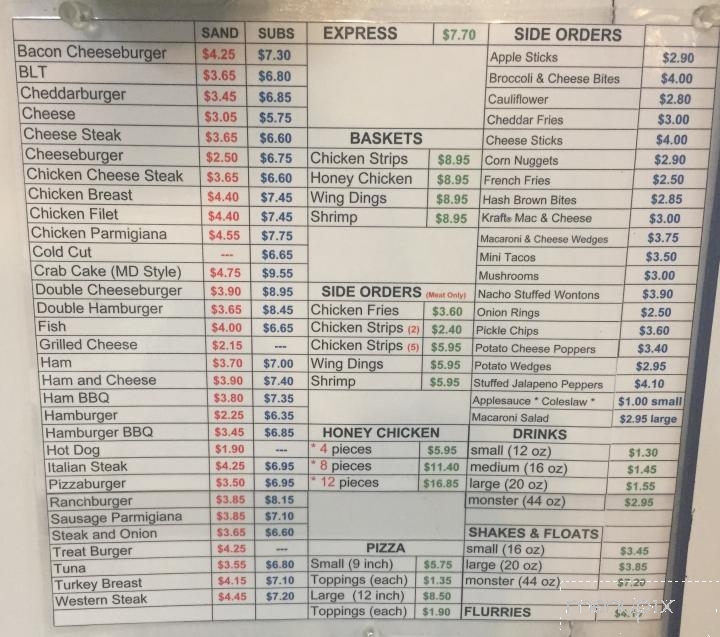 SAND SUBS
Bacon Cheeseburger $4.25 $7.30
BLT $3.65 $6.80
Cheddarburger $3.45 $6.85
Cheese $3.05 $5.75
Cheese Steak $3.65 $6.60
Cheeseburger $2.50 $6.75
Chicken Cheese Steak $3.65 $6.60
Chicken Breast $4.40 $7.45
Chicken Filet $4.40 $7.45
Chicken Parmigiana $4.55 $7.75
Cold Cut --- $6.65
Crab Cake (MD Style) $4.75 $9.55
Double Cheeseburger $3.90 $8.95
Double Hamburger $3.65 $8.45
Fish $4.00 $6.65
Grilled Cheese $2.15 ---
Ham $3.70 $7.00
Ham and Cheese $3.90 $7.40
Ham BBQ $3.80 $7.35
Hamburger $2.25 $6.35
Hamburger BBQ $3.45 $6.85
Hot Dog $1.90 ---
Italian Steak $4.25 $6.95
Pizzaburger $3.50 $6.95
Ranchburger $3.85 $8.15
Sausage Parmigiana $3.85 $7.10
Steak and Onion $3.65 $6.60
Treat Burger $4.25 ---
Tuna $3.55 $6.80
Turkey Breast $4.15 $7.10
Western Steak $4.45 $7.20
EXPRESS $7.70
BASKETS
Chicken Strips $8.95
Honey Chicken $8.95
Wing Dings $8.95
Shrimp $8.95
SIDE ORDERS (Meat Only)
Chicken Fries $3.60
Chicken Strips (2) $2.40
Chicken Strips (5) $5.95
Wing Dings $5.95
Shrimp $5.95
HONEY CHICKEN
* 4 pieces $5.95
* 8 pieces $11.40
* 12 pieces $16.85
PIZZA
Small (9 inch) $5.75
Toppings (each) $1.35
Large (12 inch) $8.50
Toppings (each) $1.90
SIDE ORDERS
Apple Sticks $2.90
Broccoli & Cheese Bites $4.00
Cauliflower $2.80
Cheddar Fries $3.00
Cheese Sticks $4.00
Corn Nuggets $2.90
French Fries $2.50
Hash Brown Bites $2.85
Kraft® Mac & Cheese $3.00
Macaroni & Cheese Wedges $3.75
Mini Tacos $3.50
Mushrooms $3.00
Nacho Stuffed Wontons $3.90
Onion Rings $2.50
Pickle Chips $3.60
Potato Cheese Poppers $3.40
Potato Wedges $2.95
Stuffed Jalapeno Peppers $4.10
Applesauce * Coleslaw * $1.00 small
Macaroni Salad $2.95 large
DRINKS
small (12 oz) $1.30
medium (16 oz) $1.45
large (20 oz) $1.55
monster (44 oz) $2.95
SHAKES & FLOATS
small (16 oz) $3.45
large (20 oz) $3.85
monster (44 oz) $7.20
FLURRIES